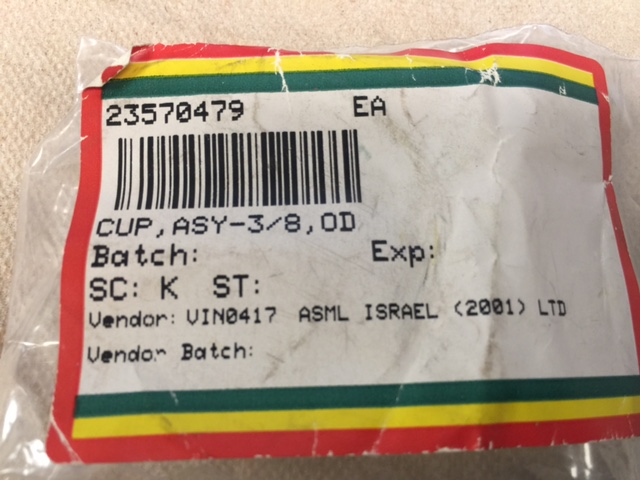 23570479 EA
CUP,ASY-3/8,OD
Batch: Exp:
SC: K ST:
Vendor: VIN0417 ASML ISRAEL (2001) LTD
Vendor Batch: